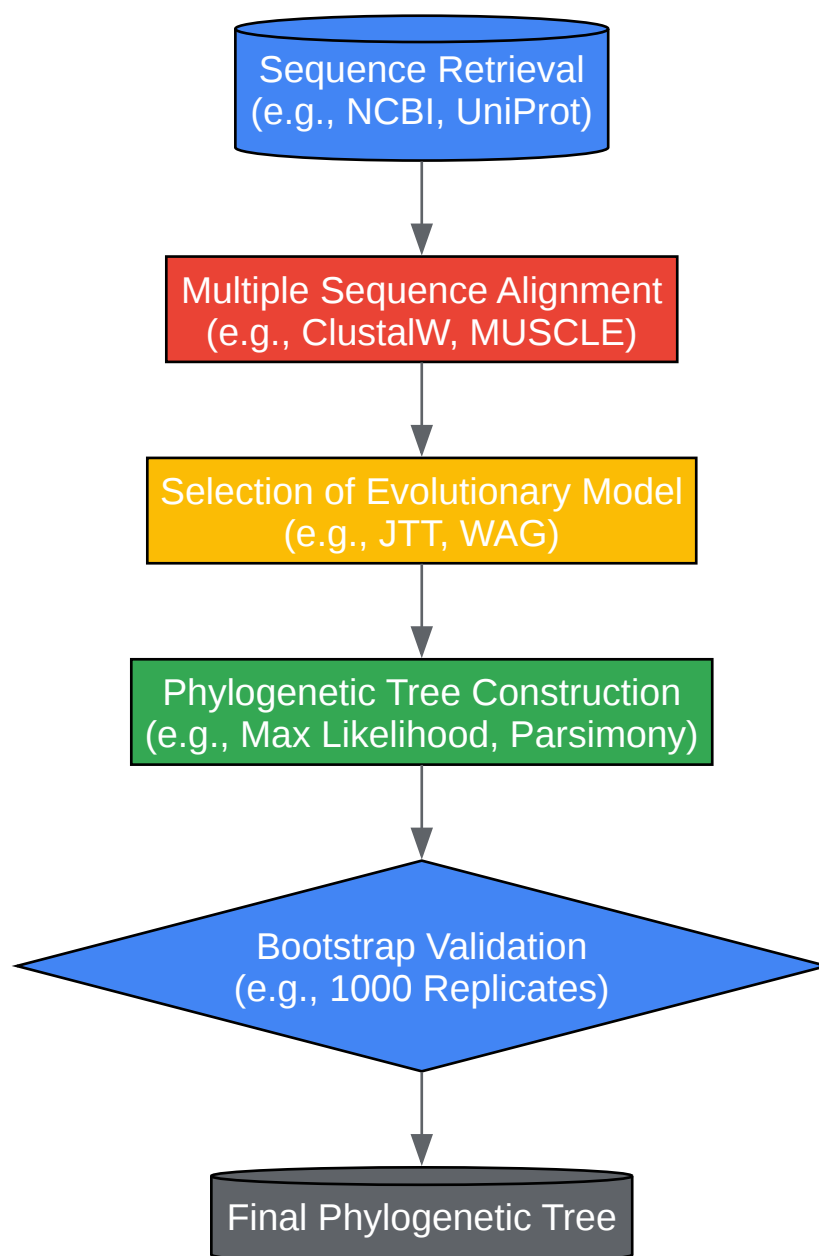 Sequence Retrieval
(e.g., NCBI, UniProt)
Multiple Sequence Alignment
(e.g., ClustalW, MUSCLE)
Selection of Evolutionary Model
(e.g., JTT, WAG)
Phylogenetic Tree Construction
(e.g., Max Likelihood, Parsimony)
Bootstrap Validation
(e.g., 1000 Replicates)
Final Phylogenetic Tree